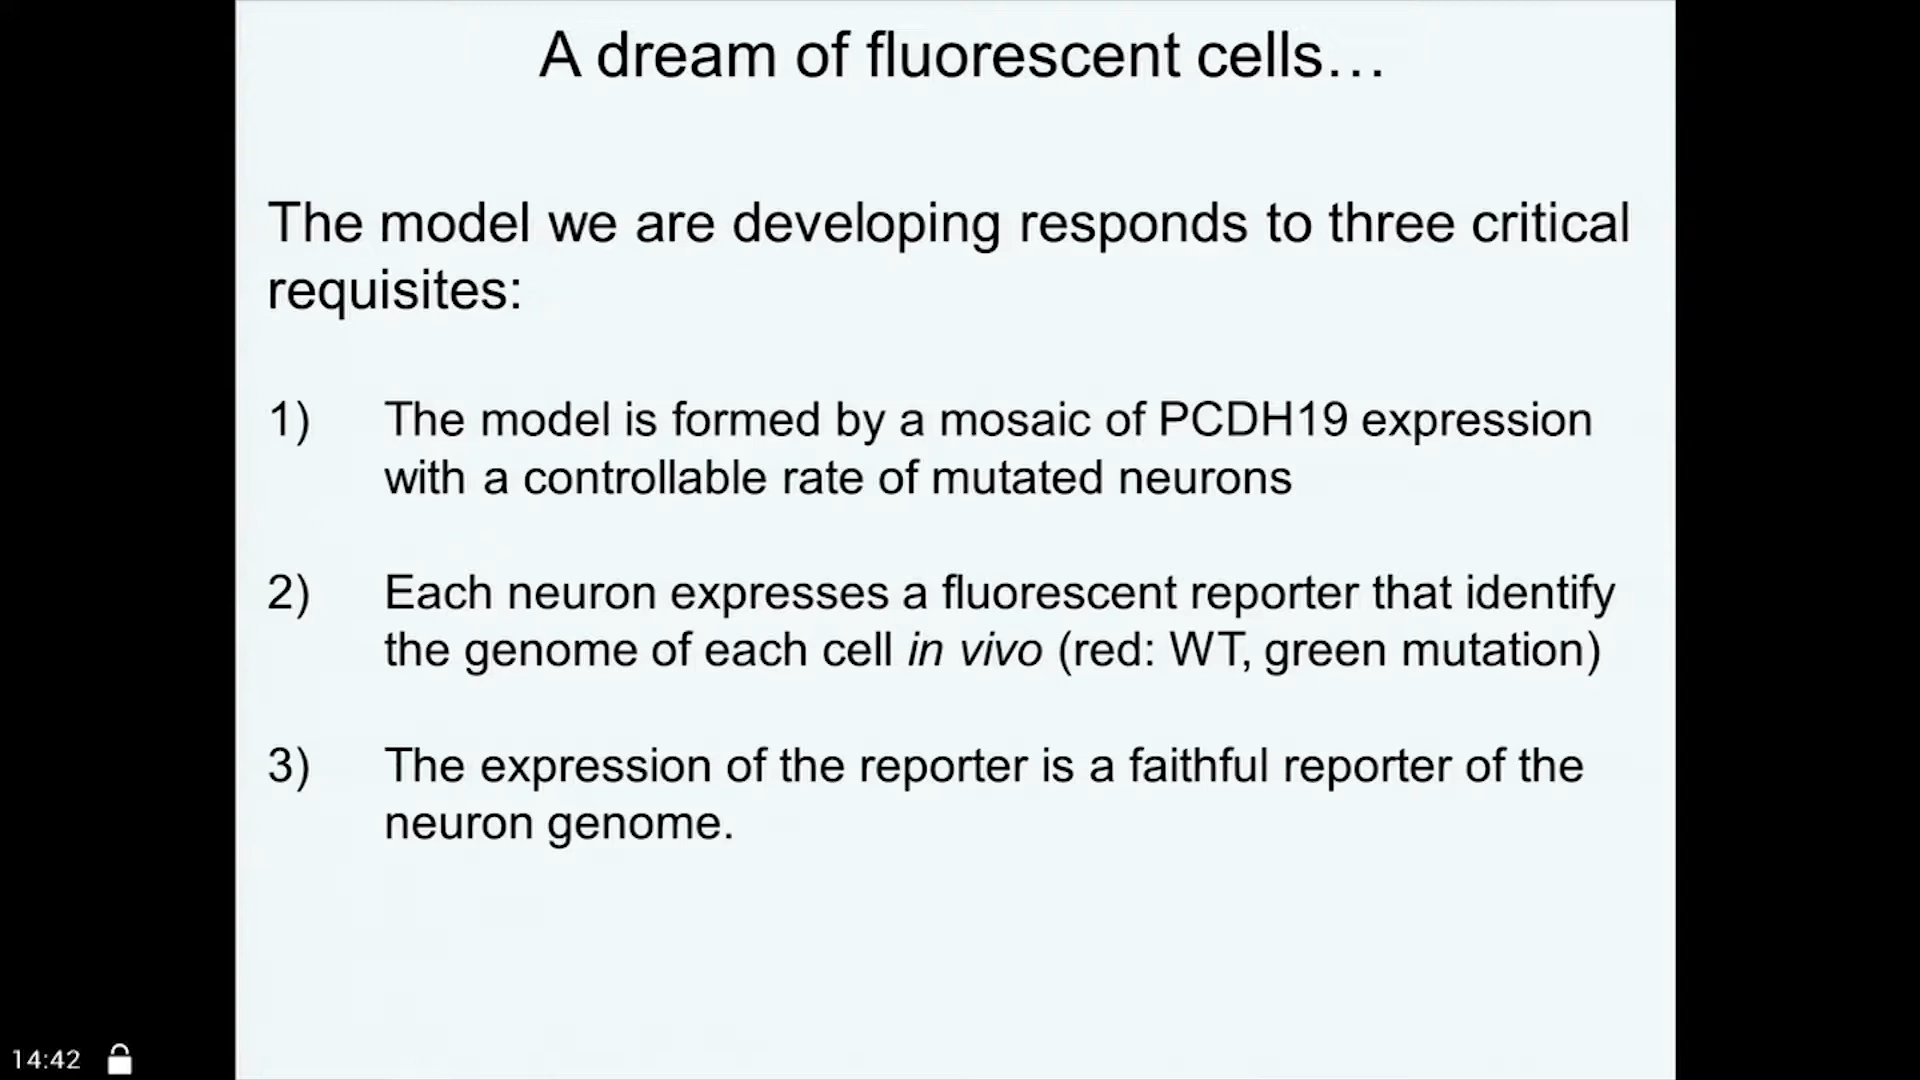 A dream of fluorescent cells…
The model we are developing responds to three critical
requisites:
1) The model is formed by a mosaic of PCDH19 expression
with a controllable rate of mutated neurons
2) Each neuron expresses a fluorescent reporter that identify
the genome of each cell in vivo (red: WT, green mutation)
3) The expression of the reporter is a faithful reporter of the
neuron genome.
14:42